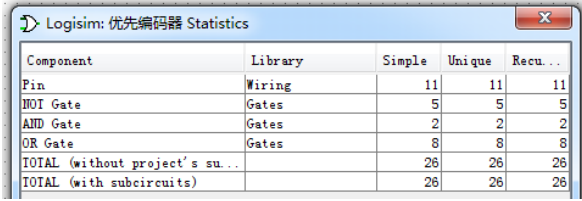 Logisim: 优先编码器 Statistics
Component Library Simple Unique Recu...
Pin Wiring 11 11 11
NOT Gate Gates 5 5 5
AND Gate Gates 2 2 2
OR Gate Gates 8 8 8
TOTAL (without project's su... 26 26 26
TOTAL (with subcircuits) 26 26 26